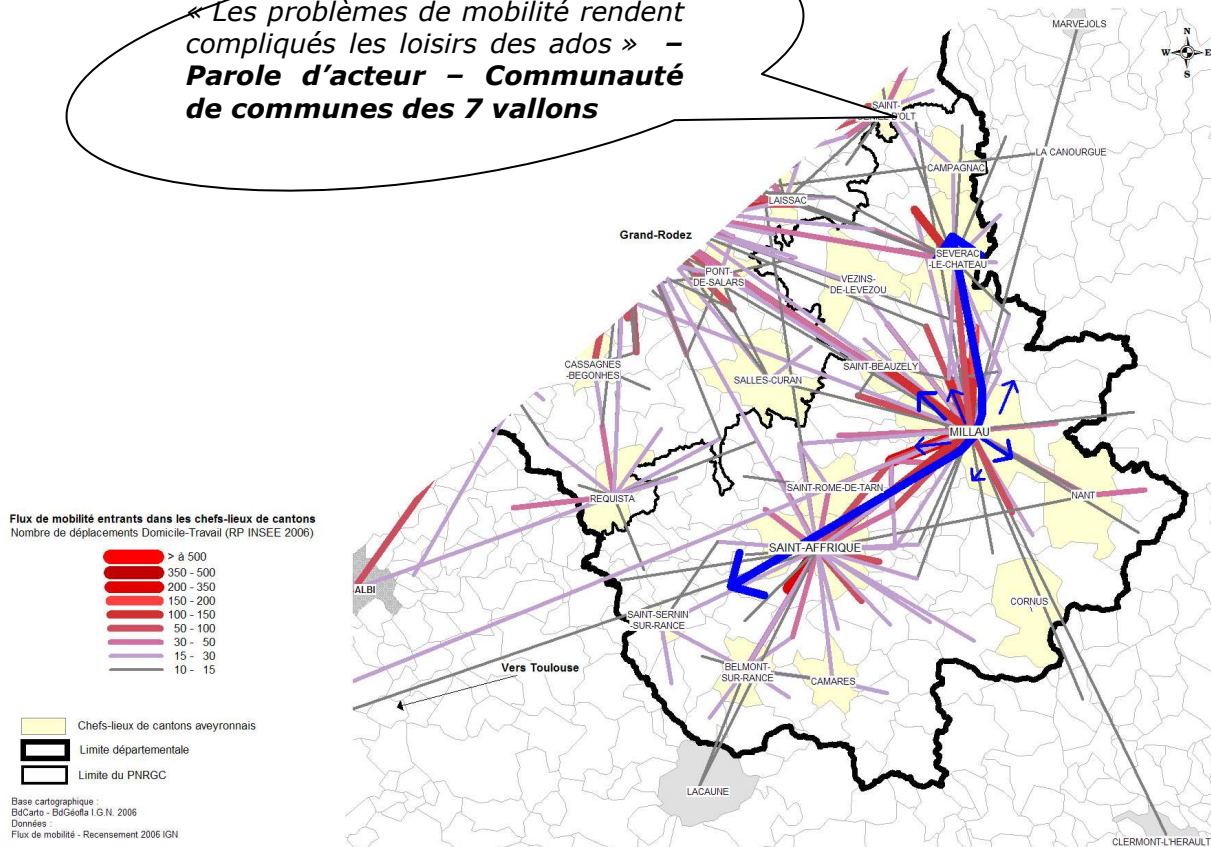 « Les problèmes de mobilité rendent
compliqués les loisirs des ados » –
Parole d’acteur – Communauté
de communes des 7 vallons
MARVEJOLS
N
W E
S
SAINT-
D'OLT
LA CANOURGUE
CAMPAGNAC
LAISSAC
Grand-Rodez
SEVERAC
-LE-CHATEAU
PONT-
DE-SALARS
VEZINS-
DE-LEVEZOU
CASSAGNES
-BEGONHES
SAINT-BEAUZELY
SALLES-CURAN
MILLAU
SAINT-ROME-DE-TARN
REQUISTA
NANT
SAINT-AFFRIQUE
ALBI
CORNUS
SAINT-SERNIN
-SUR-RANCE
Vers Toulouse
BELMONT-
SUR-RANCE
CAMARES
LACAUNE
CLERMONT-L'HERAULT
Flux de mobilité entrants dans les chefs-lieux de cantons
Nombre de déplacements Domicile-Travail (RP INSEE 2006)
> à 500
350 - 500
200 - 350
150 - 200
100 - 150
50 - 100
30 - 50
15 - 30
10 - 15
Chefs-lieux de cantons aveyronnais
Limite départementale
Limite du PNRGC
Base cartographique :
BdCarto - BdGéofla I.G.N. 2006
Données :
Flux de mobilité - Recensement 2006 IGN